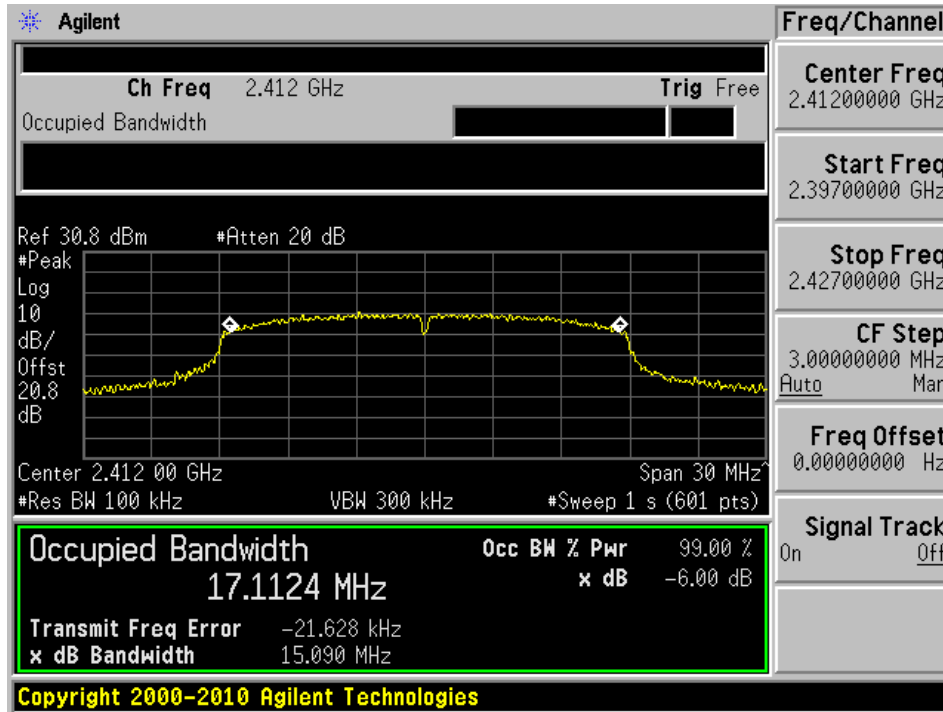 Agilent
Freq/Channel
Ch Freq 2.412 GHz Trig Free
Occupied Bandwidth
Center Freq
2.41200000 GHz
Start Freq
2.39700000 GHz
Stop Freq
2.42700000 GHz
CF Step
3.00000000 MHz
Auto Man
Freq Offset
0.00000000 Hz
Signal Track
On Off
Ref 30.8 dBm #Atten 20 dB
#Peak
Log
10
dB/
Offst
20.8
dB
Center 2.412 00 GHz Span 30 MHz^
#Res BW 100 kHz VBW 300 kHz #Sweep 1 s (601 pts)
Occupied Bandwidth Occ BW % Pwr 99.00 %
17.1124 MHz x dB -6.00 dB
Transmit Freq Error -21.628 kHz
x dB Bandwidth 15.090 MHz
Copyright 2000-2010 Agilent Technologies